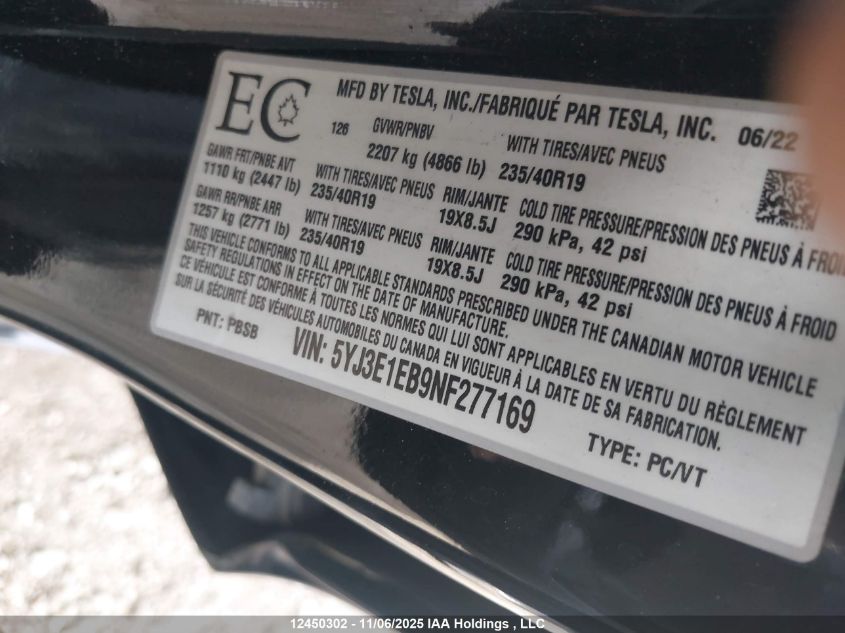 EC
MFD BY TESLA, INC./FABRIQUÉ PAR TESLA, INC. 06/22
126 GVWR/PNBV
2207 kg (4866 lb) WITH TIRES/AVEC PNEUS
235/40R19
GAWR FRT/PNBE AVT
1110 kg (2447 lb) WITH TIRES/AVEC PNEUS
235/40R19 RIM/JANTE
19X8.5J COLD TIRE PRESSURE/PRESSION DES PNEUS À FROID
290 kPa, 42 psi
GAWR RR/PNBE ARR
1257 kg (2771 lb) WITH TIRES/AVEC PNEUS
235/40R19 RIM/JANTE
19X8.5J COLD TIRE PRESSURE/PRESSION DES PNEUS À FROID
290 kPa, 42 psi
THIS VEHICLE CONFORMS TO ALL APPLICABLE STANDARDS PRESCRIBED UNDER THE CANADIAN MOTOR VEHICLE
SAFETY REGULATIONS IN EFFECT ON THE DATE OF MANUFACTURE.
CE VÉHICULE EST CONFORME À TOUTES LES NORMES QUI LUI SONT APPLICABLES EN VERTU DU RÈGLEMENT
SUR LA SÉCURITÉ DES VÉHICULES AUTOMOBILES DU CANADA EN VIGUEUR À LA DATE DE SA FABRICATION.
PNT: PBSB VIN: 5YJ3E1EB9NF277169 TYPE: PC/VT
12450302 - 11/06/2025 IAA Holdings , LLC